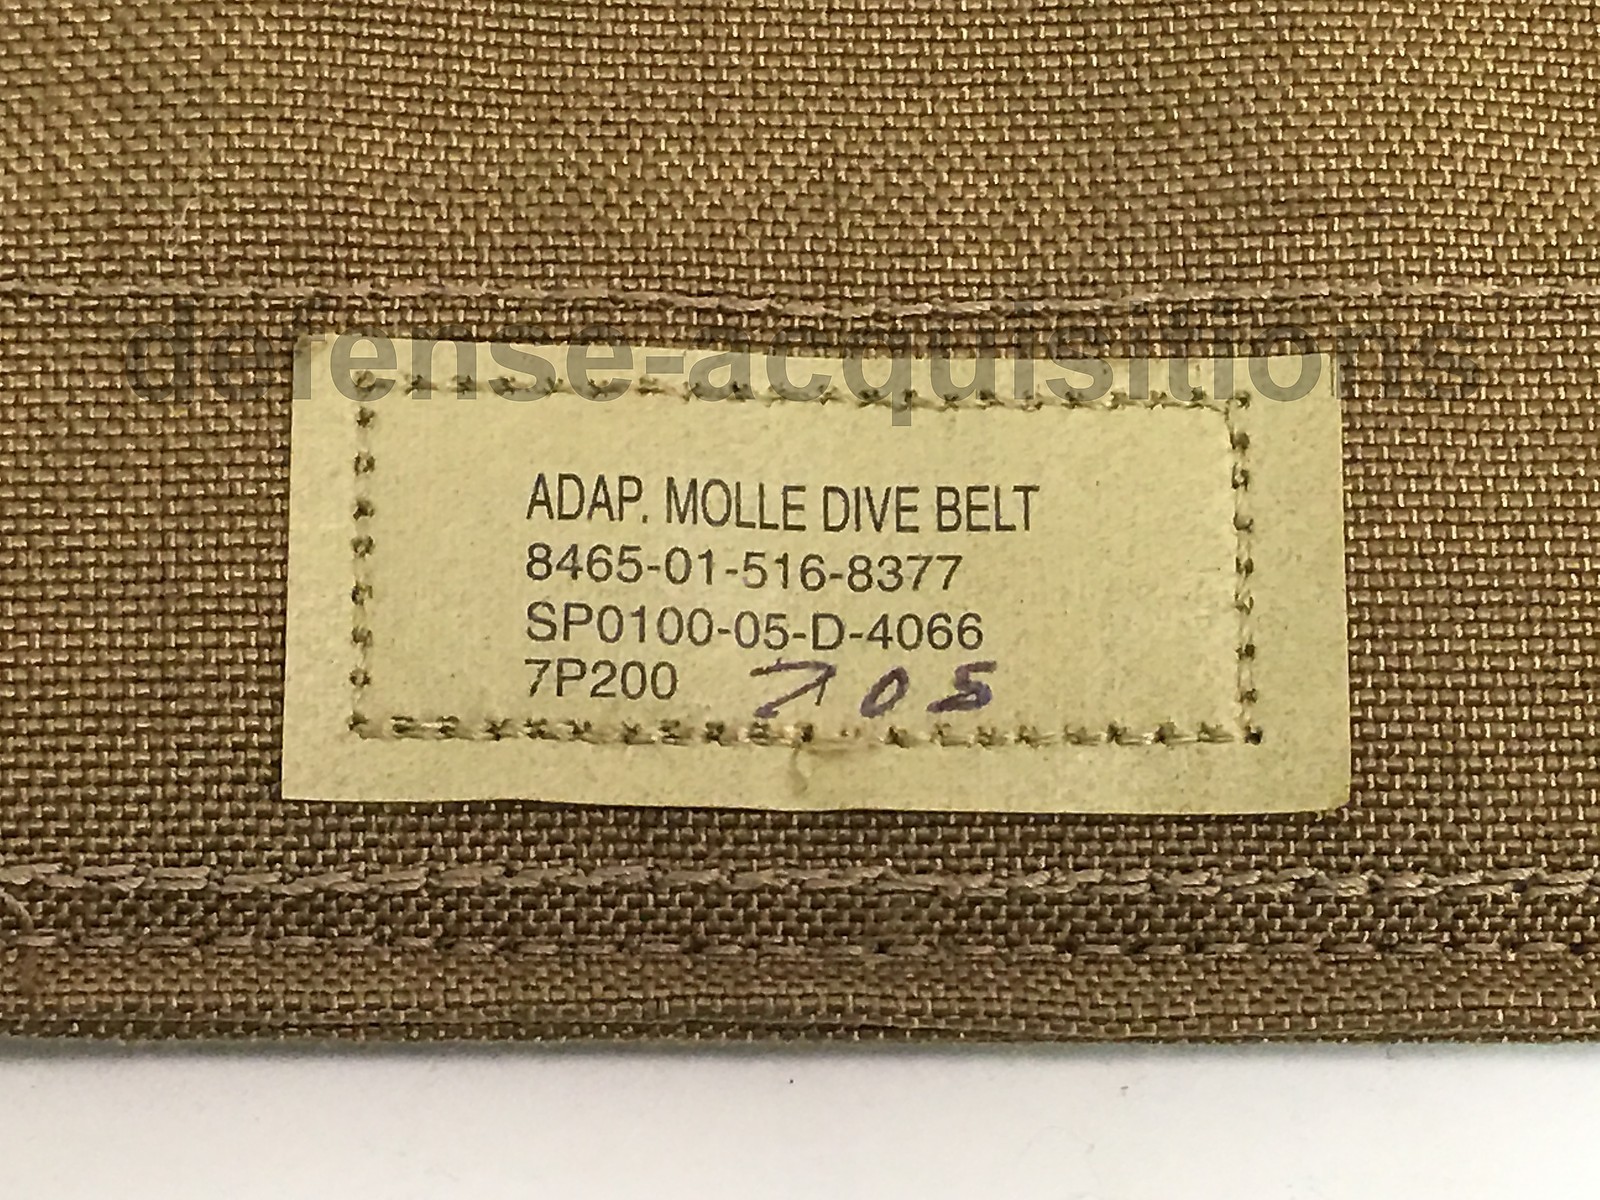 defense-acquisitions
ADAP. MOLLE DIVE BELT
8465-01-516-8377
SP0100-05-D-4066
7P200 705